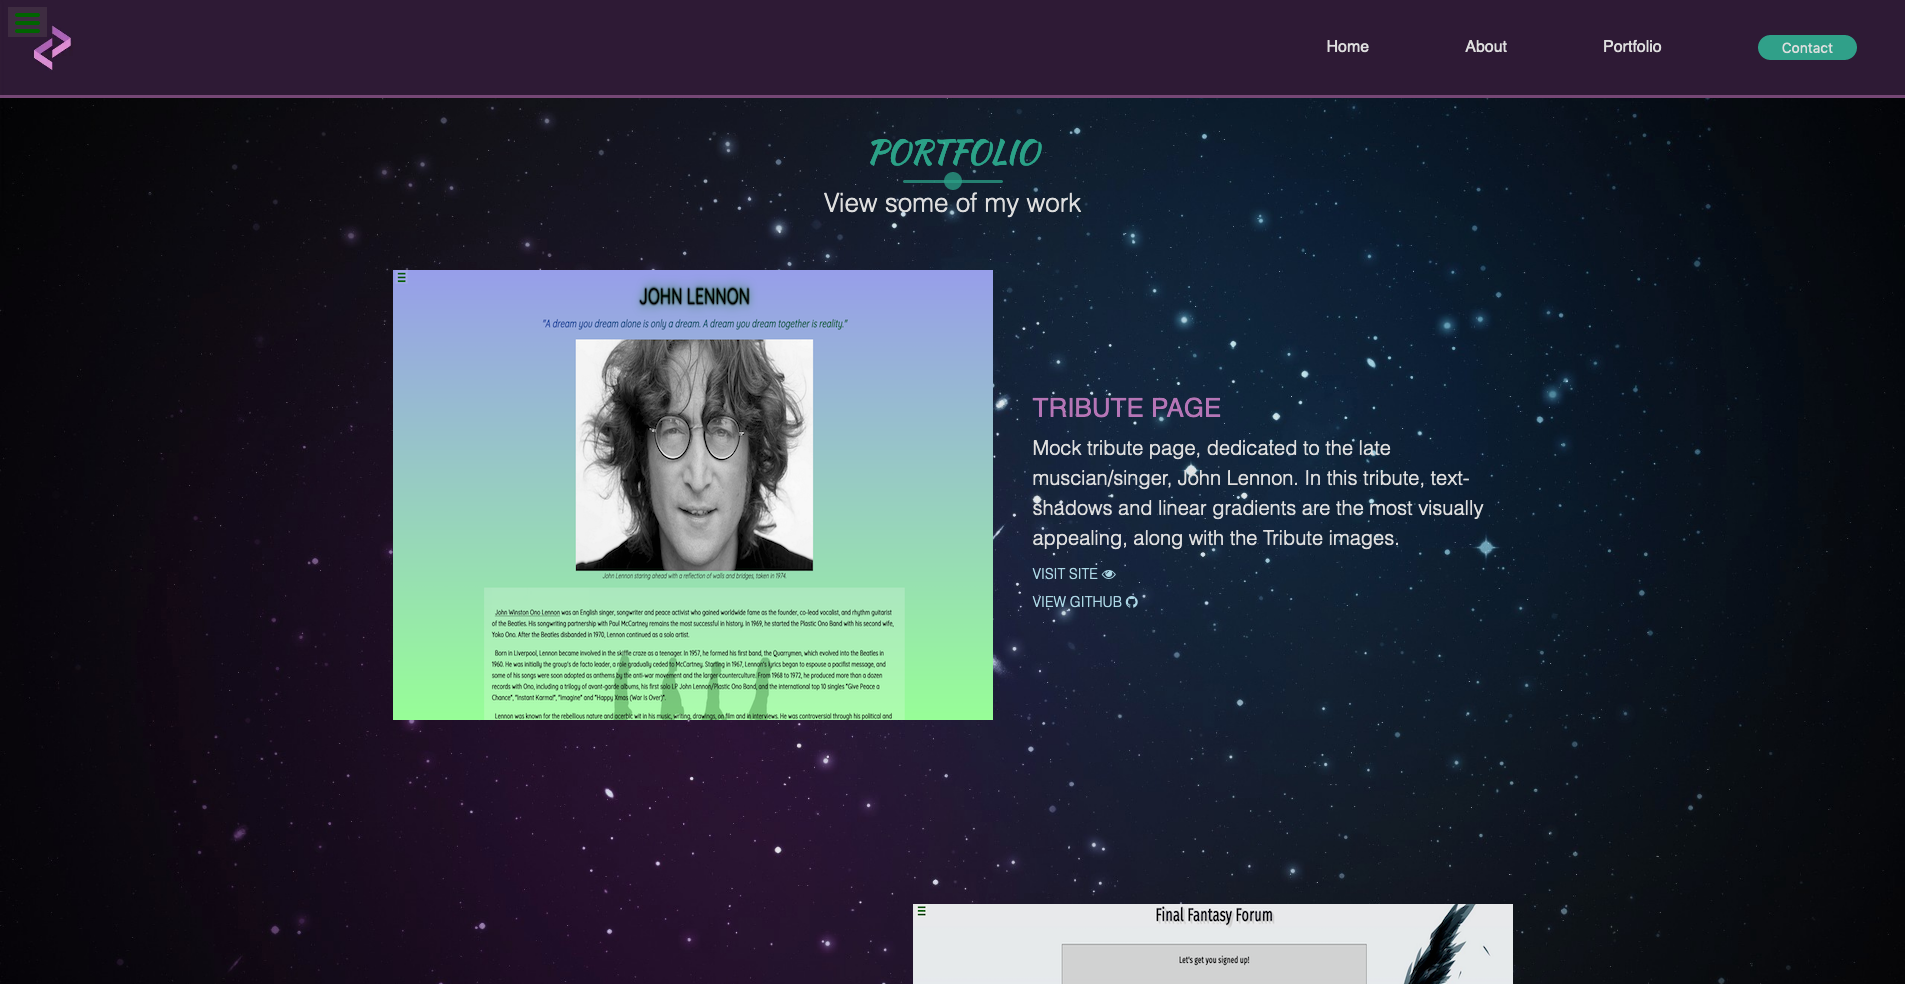 Home About Portfolio Contact
PORTFOLIO
View some of my work
JOHN LENNON
"A dream you dream alone is only a dream. A dream you dream together is reality."
John Lennon staring ahead with a reflection of walls and bridges, taken in 1974.
John Winston Ono Lennon was an English singer, songwriter and peace activist who gained worldwide fame as the founder, co-lead vocalist, and rhythm guitarist
of the Beatles. His songwriting partnership with Paul McCartney remains the most successful in history. In 1969, he started the Plastic Ono Band with his second wife,
Yoko Ono. After the Beatles disbanded in 1970, Lennon continued as a solo artist.
Born in Liverpool, Lennon became involved in the skiffle craze as a teenager. In 1957, he formed his first band, the Quarrymen, which evolved into the Beatles in
1960. He was initially the group's de facto leader, a role gradually ceded to McCartney. Starting in 1967, Lennon's lyrics began to espouse a pacifist message, and
some of his songs were soon adopted as anthems by the anti-war movement and the larger counterculture. From 1968 to 1972, he produced more than a dozen
records with Ono, including a trilogy of avant-garde albums, his first solo LP John Lennon/Plastic Ono Band, and the international top 10 singles "Give Peace a
Chance", "Instant Karma!", "Imagine" and "Happy Xmas (War Is Over)".
Lennon was known for the rebellious nature and acerbic wit in his music, writing, drawings, on film and in interviews. He was controversial through his political and
TRIBUTE PAGE
Mock tribute page, dedicated to the late
muscian/singer, John Lennon. In this tribute, text-
shadows and linear gradients are the most visually
appealing, along with the Tribute images.
VISIT SITE
VIEW GITHUB
Final Fantasy Forum
Let's get you signed up!